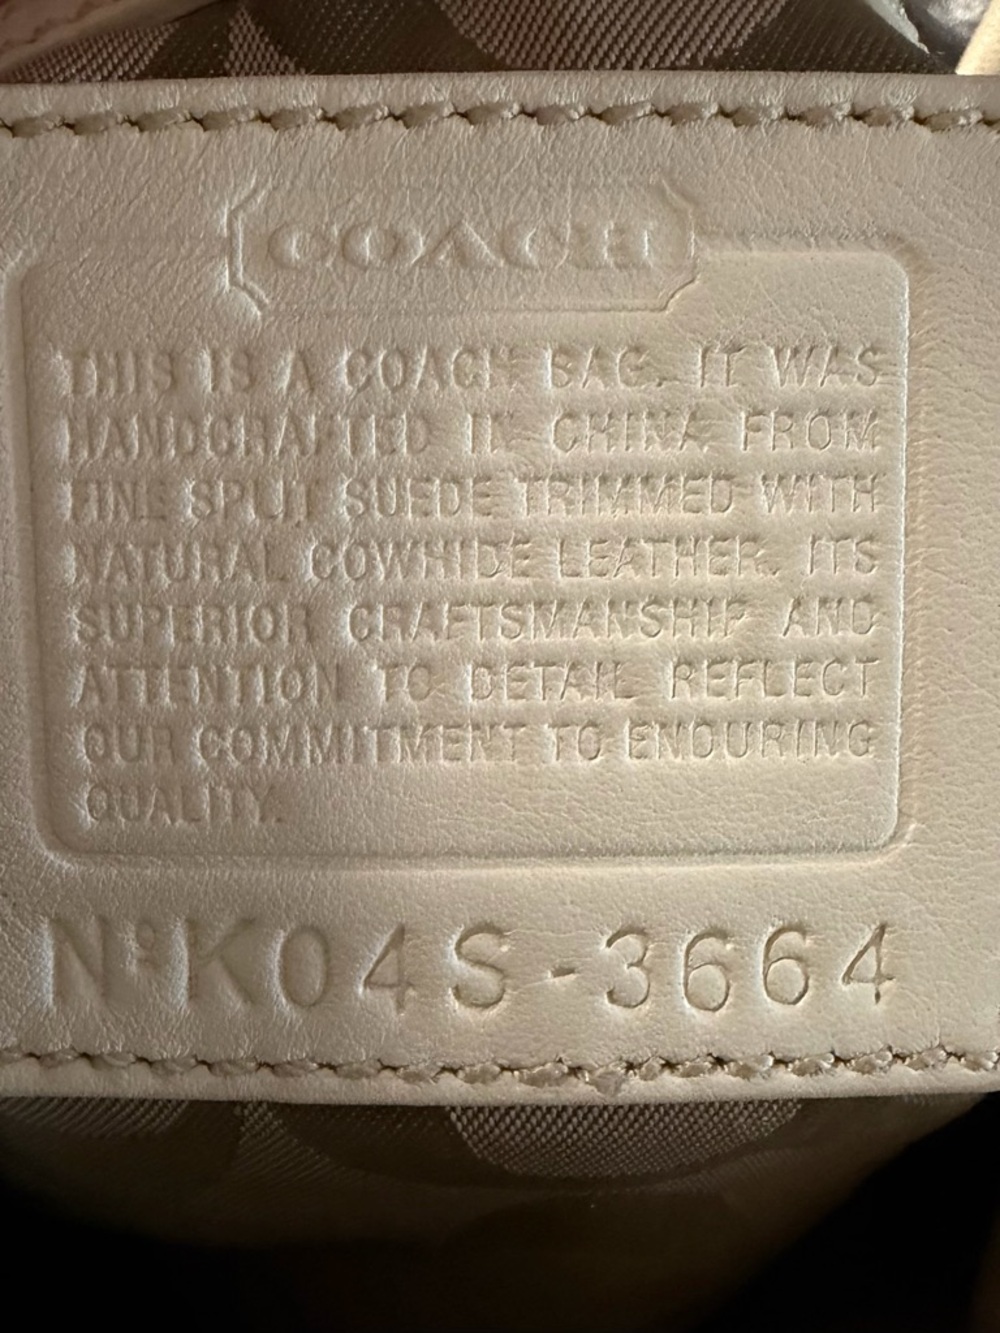 COACH
THIS IS A COACH BAG. IT WAS
HANDCRAFTED IN CHINA FROM
FINE SPLIT SUEDE TRIMMED WITH
NATURAL COWHIDE LEATHER. ITS
SUPERIOR CRAFTSMANSHIP AND
ATTENTION TO DETAIL REFLECT
OUR COMMITMENT TO ENDURING
QUALITY.
Nº K04S-3664